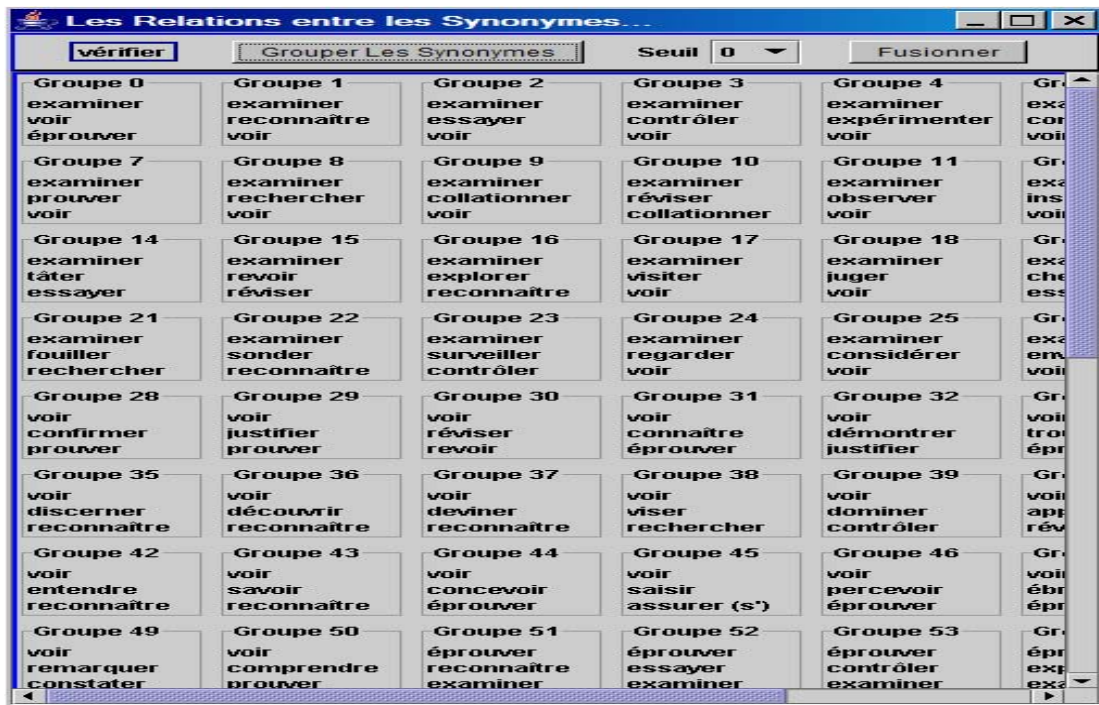 Les Relations entre les Synonymes...
vérifier Grouper Les Synonymes Seuil 0 Fusionner
Groupe 0 Groupe 1 Groupe 2 Groupe 3 Groupe 4
examiner examiner examiner examiner examiner
voir reconnaître essayer contrôler expérimenter
éprouver voir voir voir voir
Groupe 7 Groupe 8 Groupe 9 Groupe 10 Groupe 11
examiner examiner examiner examiner examiner
prouver rechercher collationner réviser observer
voir voir voir collationner voir
Groupe 14 Groupe 15 Groupe 16 Groupe 17 Groupe 18
examiner examiner examiner examiner examiner
tâter revoir explorer visiter juger
essayer réviser reconnaître voir voir
Groupe 21 Groupe 22 Groupe 23 Groupe 24 Groupe 25
examiner examiner examiner examiner examiner
fouiller sonder surveiller regarder considérer
rechercher reconnaître contrôler voir voir
Groupe 28 Groupe 29 Groupe 30 Groupe 31 Groupe 32
voir voir voir voir voir
confirmer justifier réviser connaître démontrer
prouver prouver revoir éprouver justifier
Groupe 35 Groupe 36 Groupe 37 Groupe 38 Groupe 39
voir voir voir voir voir
discerner découvrir deviner viser dominer
reconnaître reconnaître reconnaître rechercher contrôler
Groupe 42 Groupe 43 Groupe 44 Groupe 45 Groupe 46
voir voir voir voir voir
entendre savoir concevoir saisir percevoir
reconnaître reconnaître éprouver assurer (s') éprouver
Groupe 49 Groupe 50 Groupe 51 Groupe 52 Groupe 53
voir voir éprouver éprouver éprouver
remarquer comprendre reconnaître essayer contrôler
constater prouver examiner examiner examiner